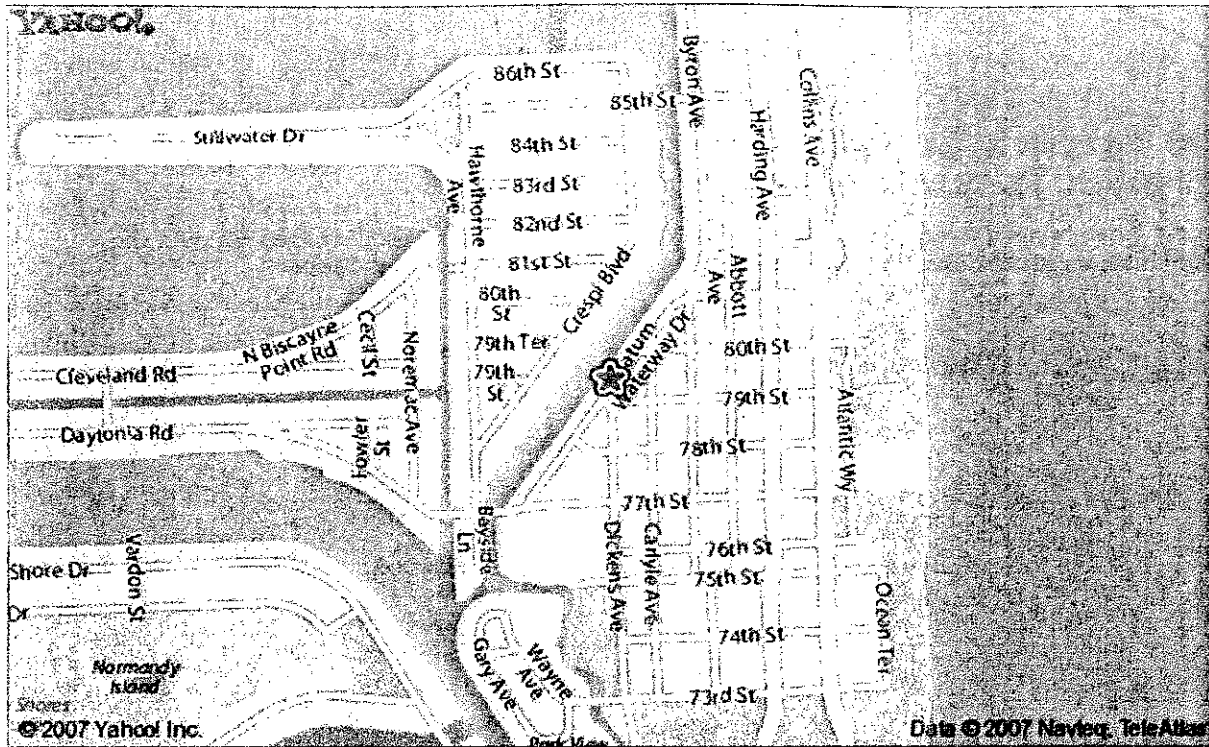 YAHOO!
86th St
Byron Ave
Collins Ave
85th St
Stillwater Dr
Harding Ave
84th St
Hawthorne Ave
83rd St
82nd St
81st St
Crespi Blvd
Abbott Ave
80th St
Cecil St
Noremac Ave
N Biscayne Point Rd
79th Ter
Tatum Waterway Dr
80th St
Cleveland Rd
79th St
79th St
Atlantic Wy
Daytonia Rd
Fowler St
78th St
77th St
Bayside Ln
Dickens Ave
Carlyle Ave
76th St
Vardon St
Shore Dr
75th St
Ocean Ter
Dr
74th St
Gary Ave
Wayne Ave
Normandy Island
73rd St
Shores
© 2007 Yahoo! Inc.
Park View
Data © 2007 Navteq, TeleAtlas